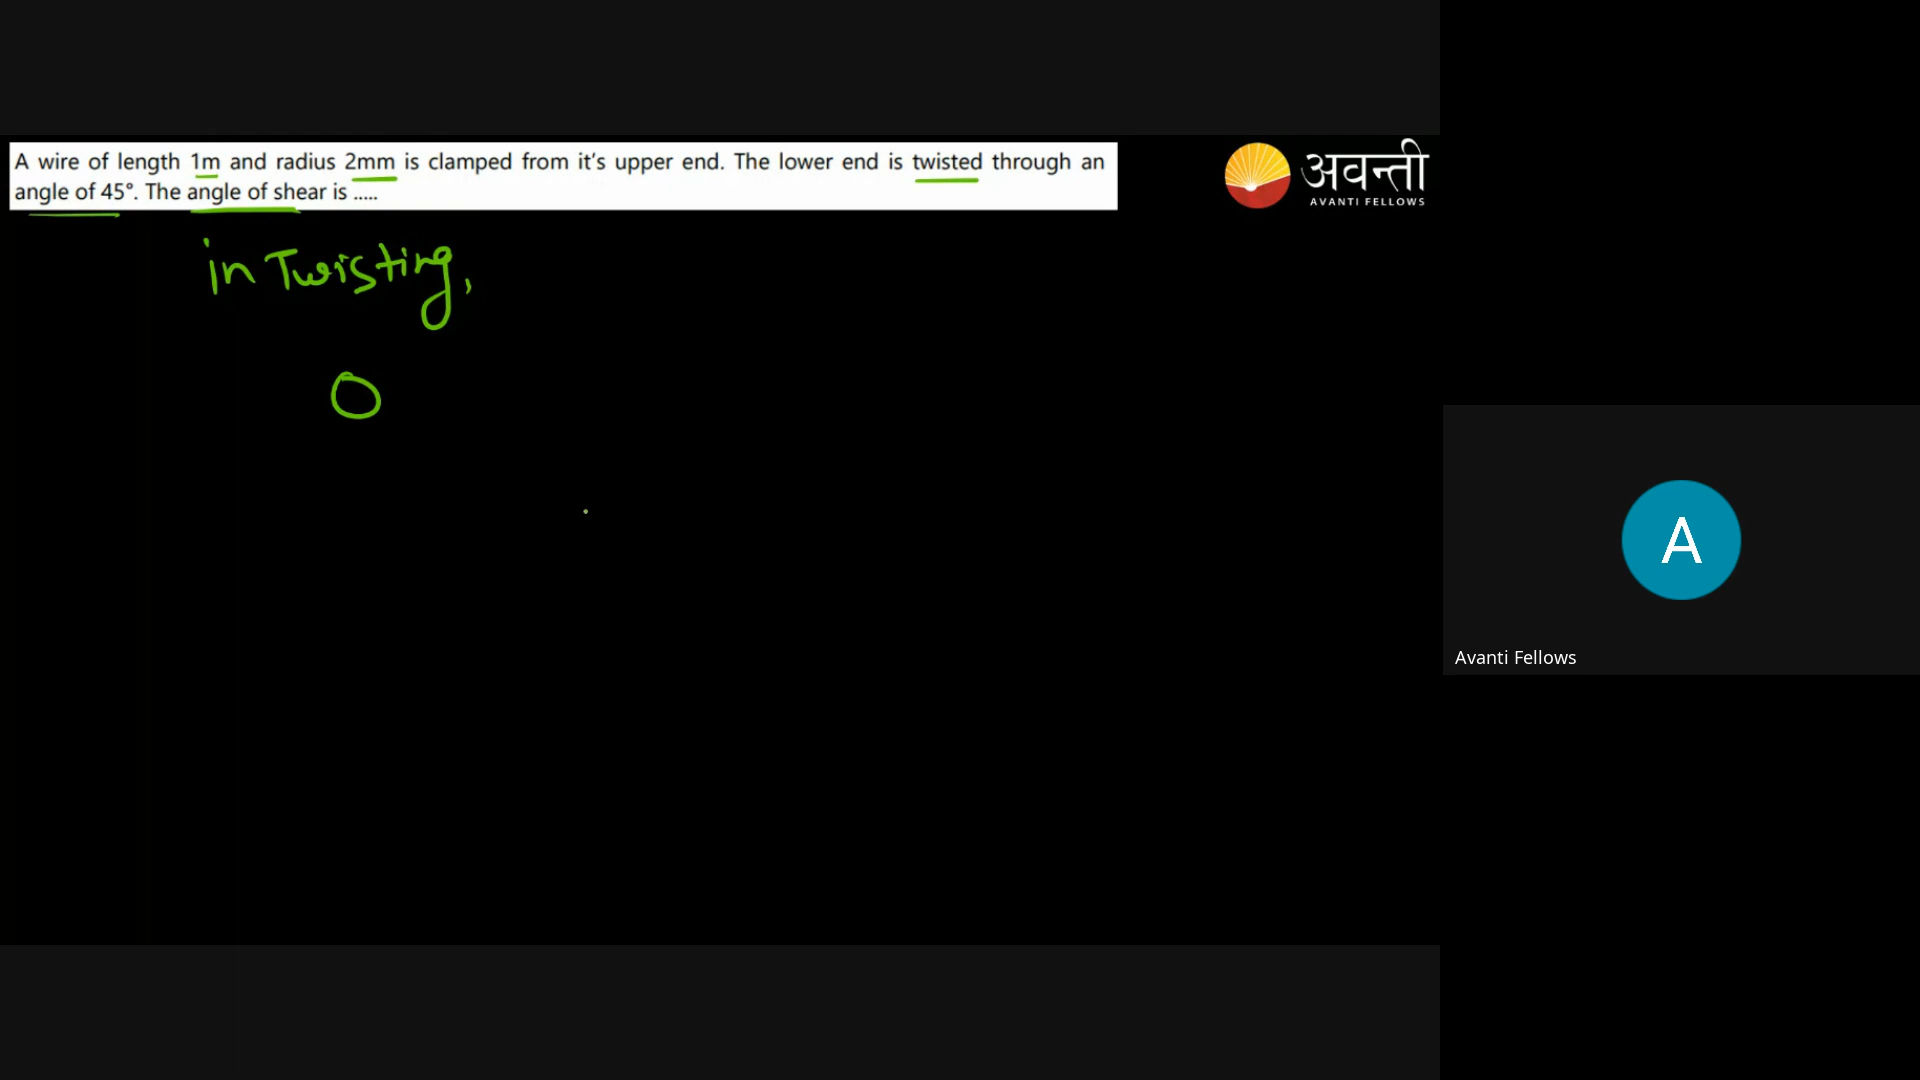 A wire of length 1m and radius 2mm is clamped from it's upper end. The lower end is twisted through an
angle of 45°. The angle of shear is .....
अवन्ती
AVANTI FELLOWS
in Twisting,
A
Avanti Fellows